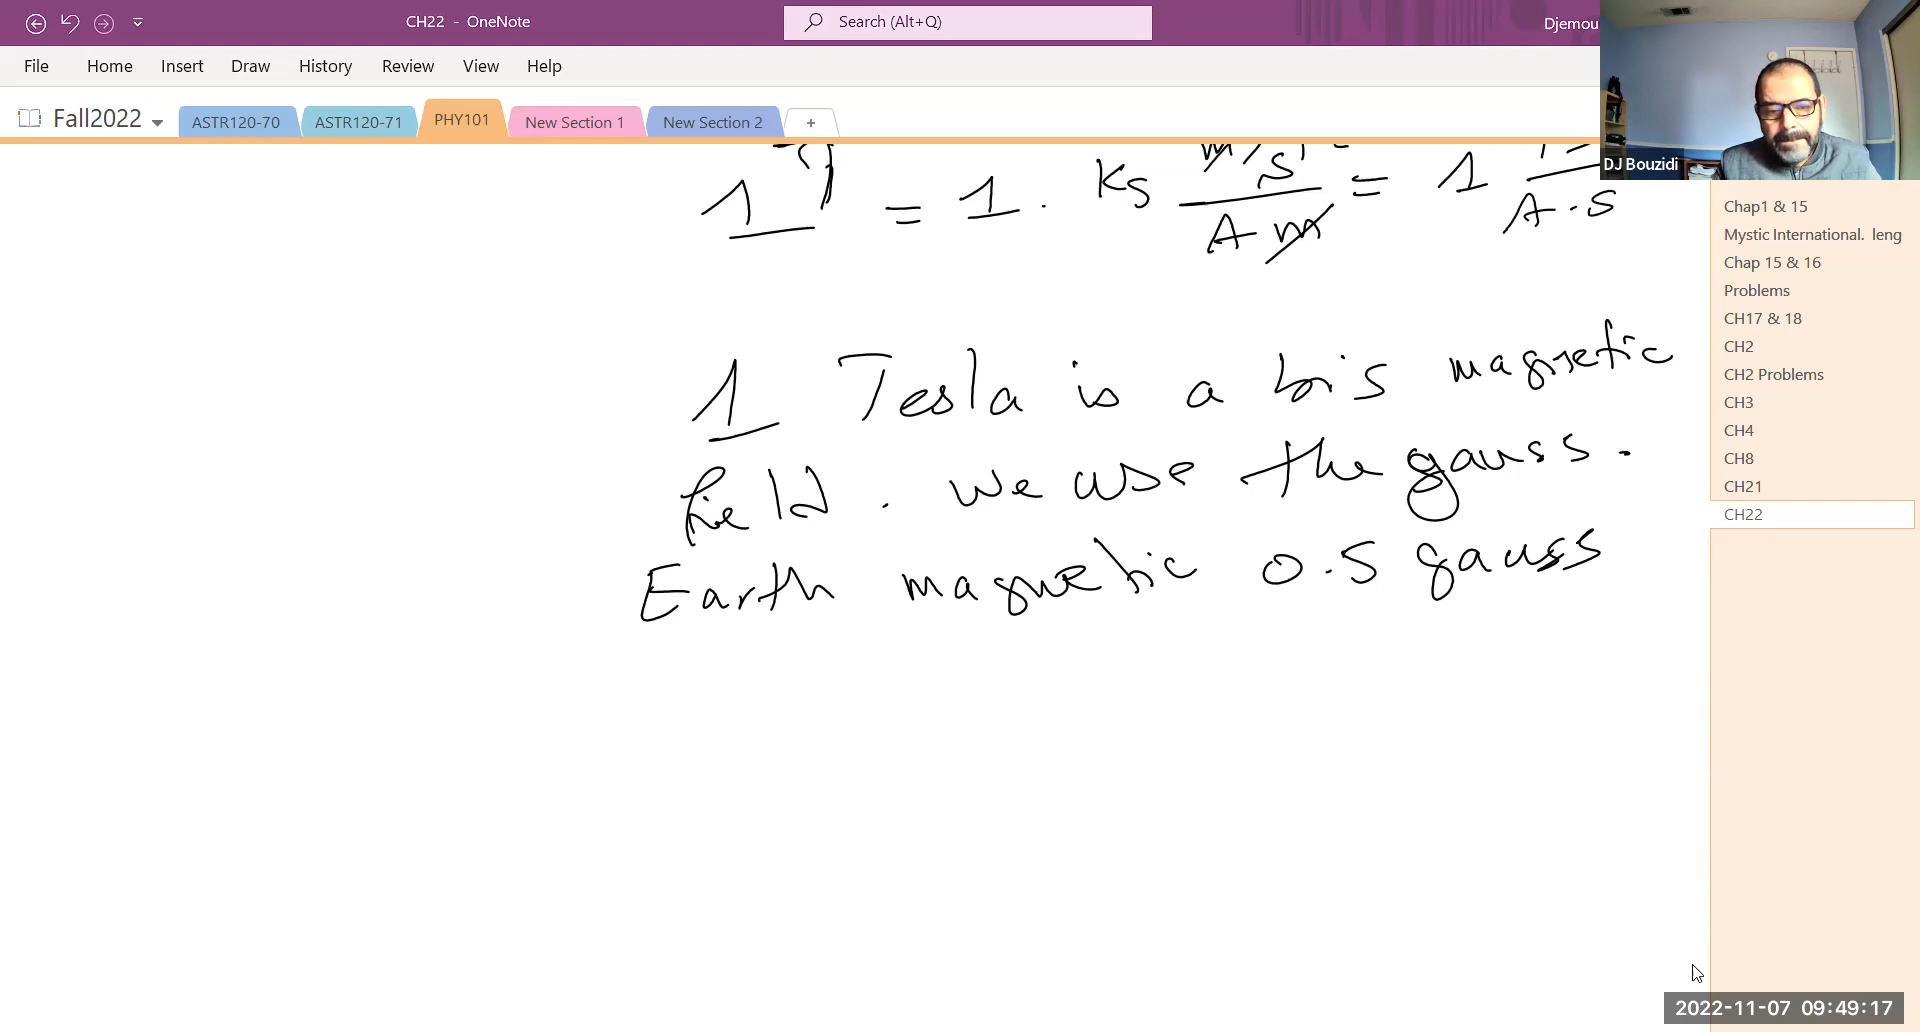 CH22 - OneNote
Search (Alt+Q)
Djemou
File Home Insert Draw History Review View Help
Fall2022 ASTR120-70 ASTR120-71 PHY101 New Section 1 New Section 2 +
DJ Bouzidi
1 = 1 . Kg m/s / A m = 1 / A . s
1 Tesla is a big magnetic
field . We use the gauss .
Earth magnetic 0.5 gauss
Chap1 & 15
Mystic International. leng
Chap 15 & 16
Problems
CH17 & 18
CH2
CH2 Problems
CH3
CH4
CH8
CH21
CH22
2022-11-07 09:49:17